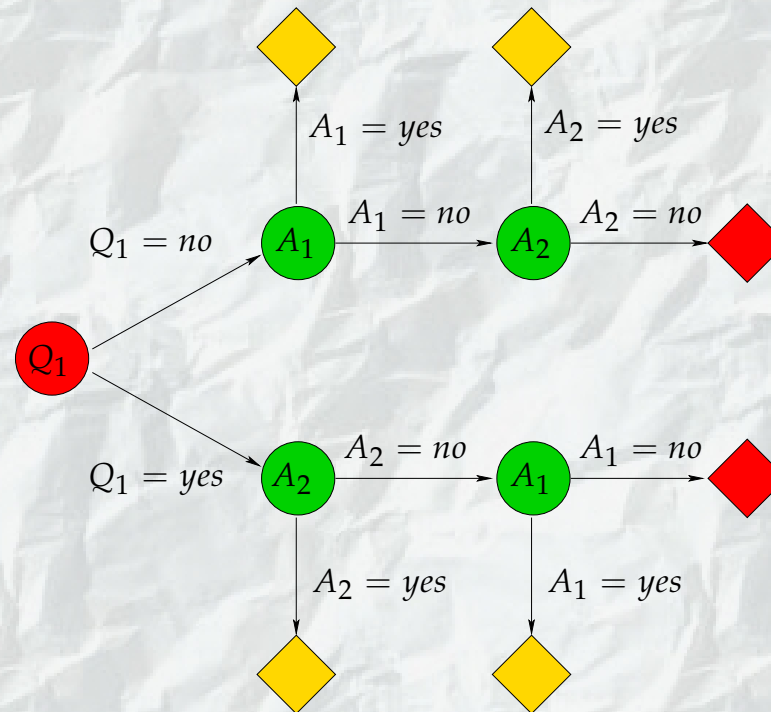 A₁ = yes
A₂ = yes
Q₁ = no
A₁
A₁ = no
A₂
A₂ = no
Q₁
Q₁ = yes
A₂
A₂ = no
A₁
A₁ = no
A₂ = yes
A₁ = yes